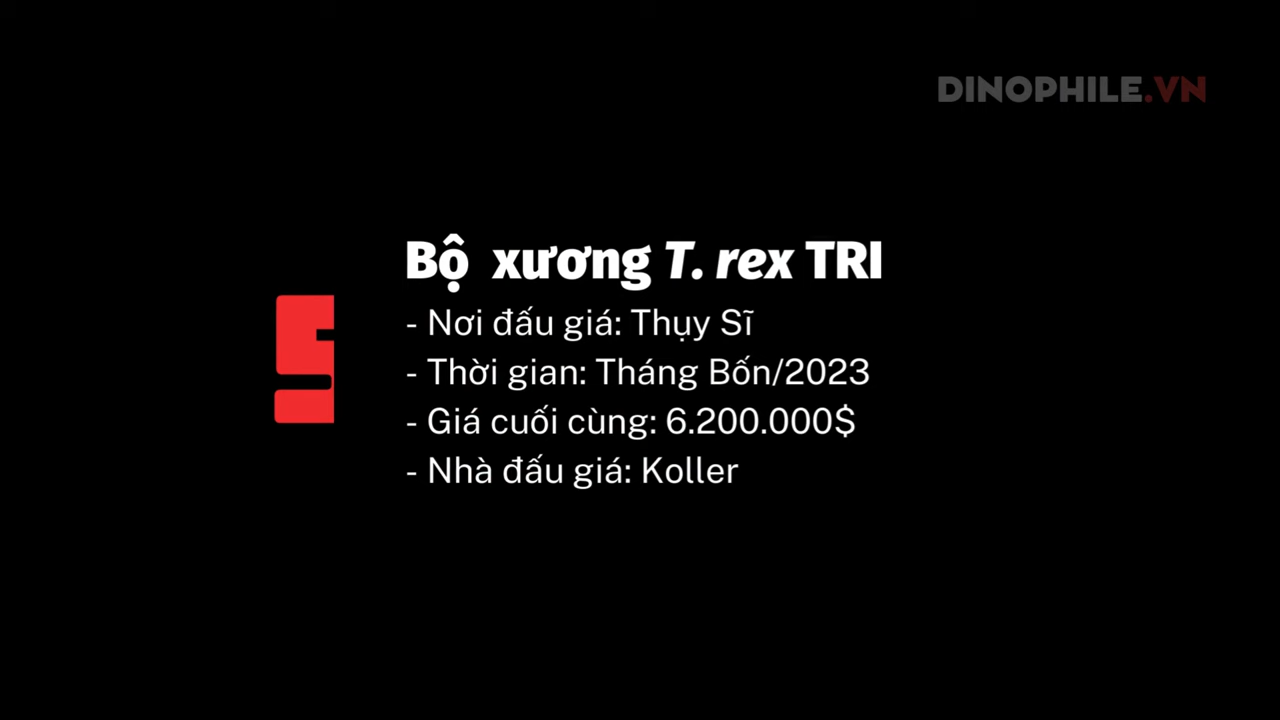 DINOPHILE.VN
Bộ xương T. rex TRI
5
- Nơi đấu giá: Thụy Sĩ
- Thời gian: Tháng Bốn/2023
- Giá cuối cùng: 6.200.000$
- Nhà đấu giá: Koller